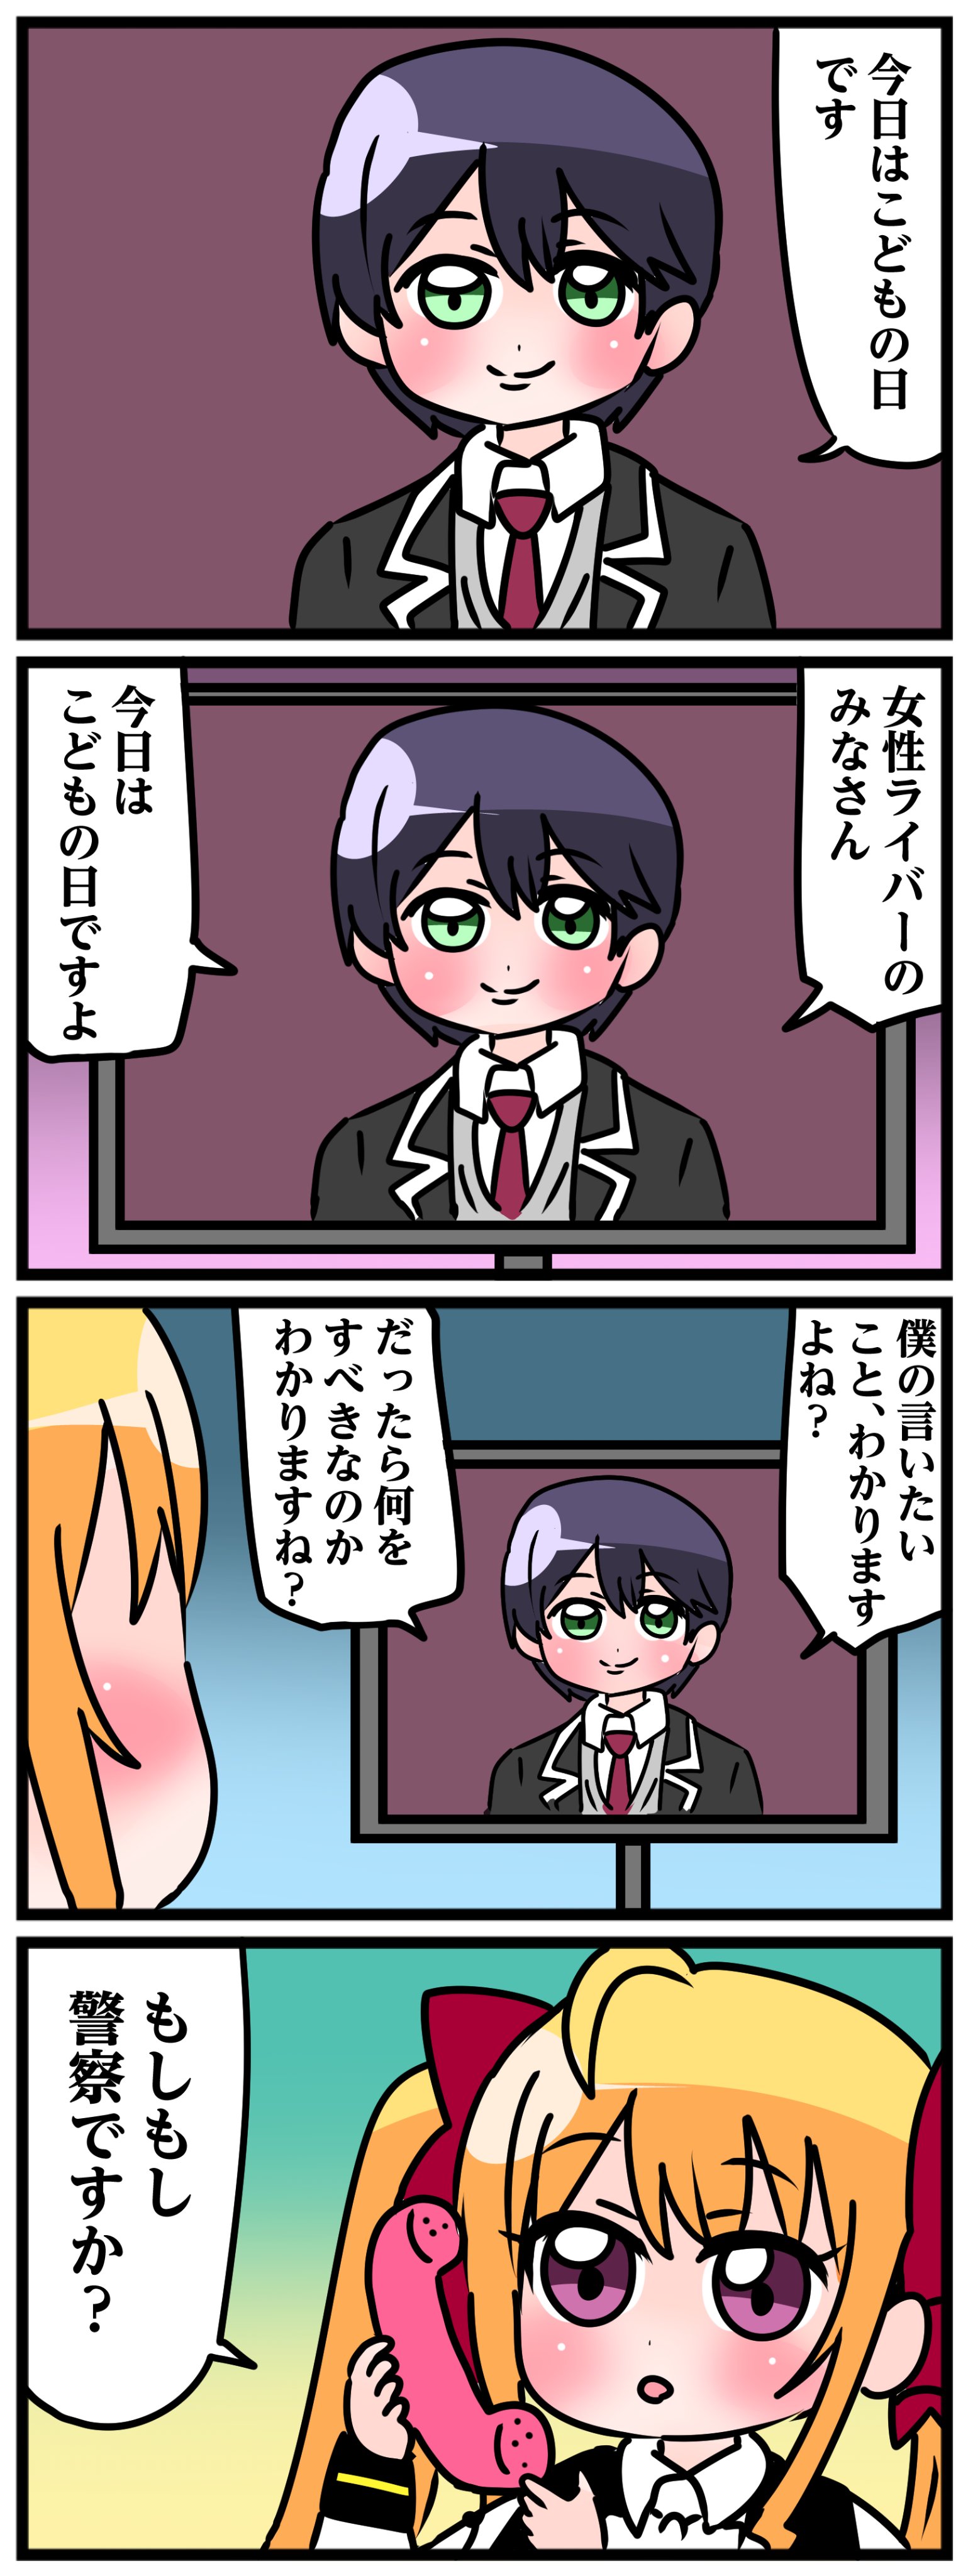 今日はこどもの日
です
女性ライバーの
みなさん
今日は
こどもの日ですよ
僕の言いたい
こと、わかります
よね？
だったら何を
すべきなのか
わかりますね？
もしもし
警察ですか？